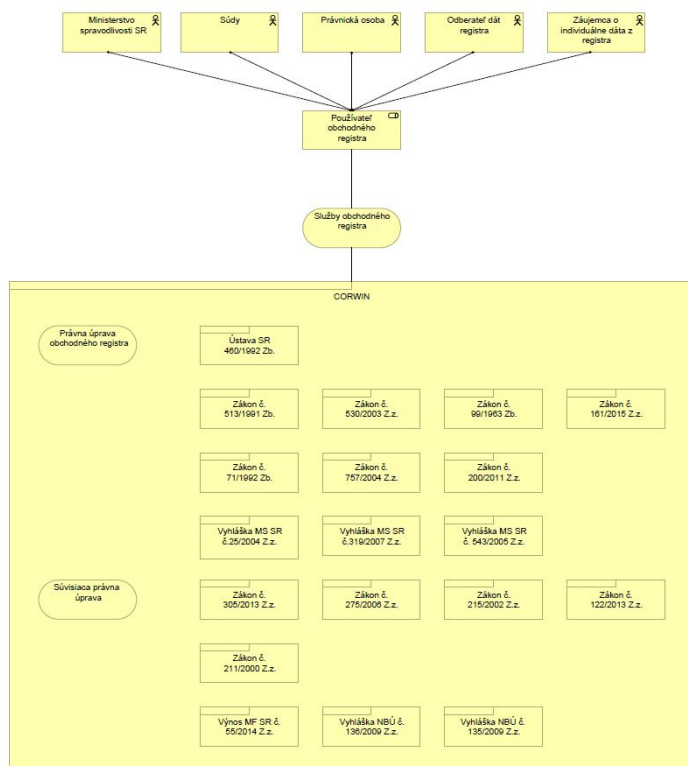 Ministerstvo
spravodlivosti SR
Súdy
Právnická osoba
Odberateľ dát
registra
Záujemca o
individuálne dáta z
registra
Používateľ
obchodného
registra
Služby obchodného
registra
CORWIN
Právna úprava
obchodného registra
Ústava SR
460/1992 Zb.
Zákon č.
513/1991 Zb.
Zákon č.
530/2003 Z.z.
Zákon č.
99/1963 Zb.
Zákon č.
161/2015 Z.z.
Zákon č.
71/1992 Zb.
Zákon č.
757/2004 Z.z.
Zákon č.
200/2011 Z.z.
Vyhláška MS SR
č.25/2004 Z.z.
Vyhláška MS SR
č.319/2007 Z.z.
Vyhláška MS SR
č. 543/2005 Z.z.
Súvisiaca právna
úprava
Zákon č.
305/2013 Z.z.
Zákon č.
275/2006 Z.z.
Zákon č.
215/2002 Z.z.
Zákon č.
122/2013 Z.z.
Zákon č.
211/2000 Z.z.
Výnos MF SR č.
55/2014 Z.z.
Vyhláška NBÚ č.
136/2009 Z.z.
Vyhláška NBÚ č.
135/2009 Z.z.